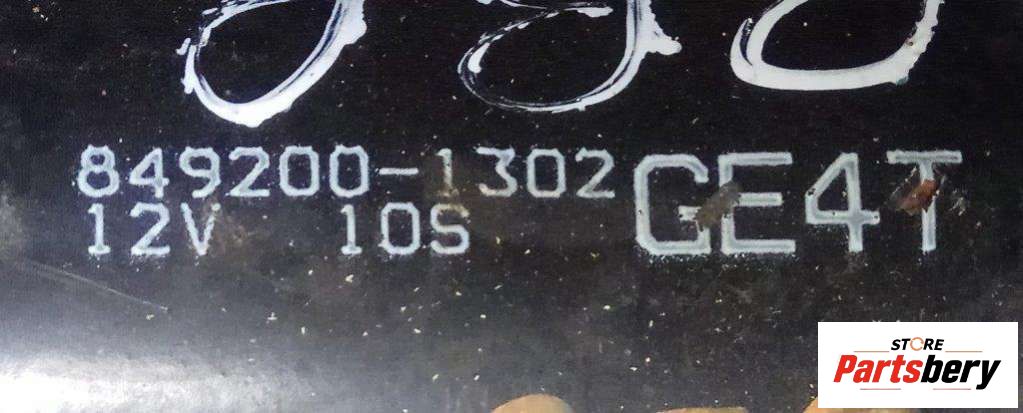 849200-1302 GE4T
12V 10S
STORE
Partsbery